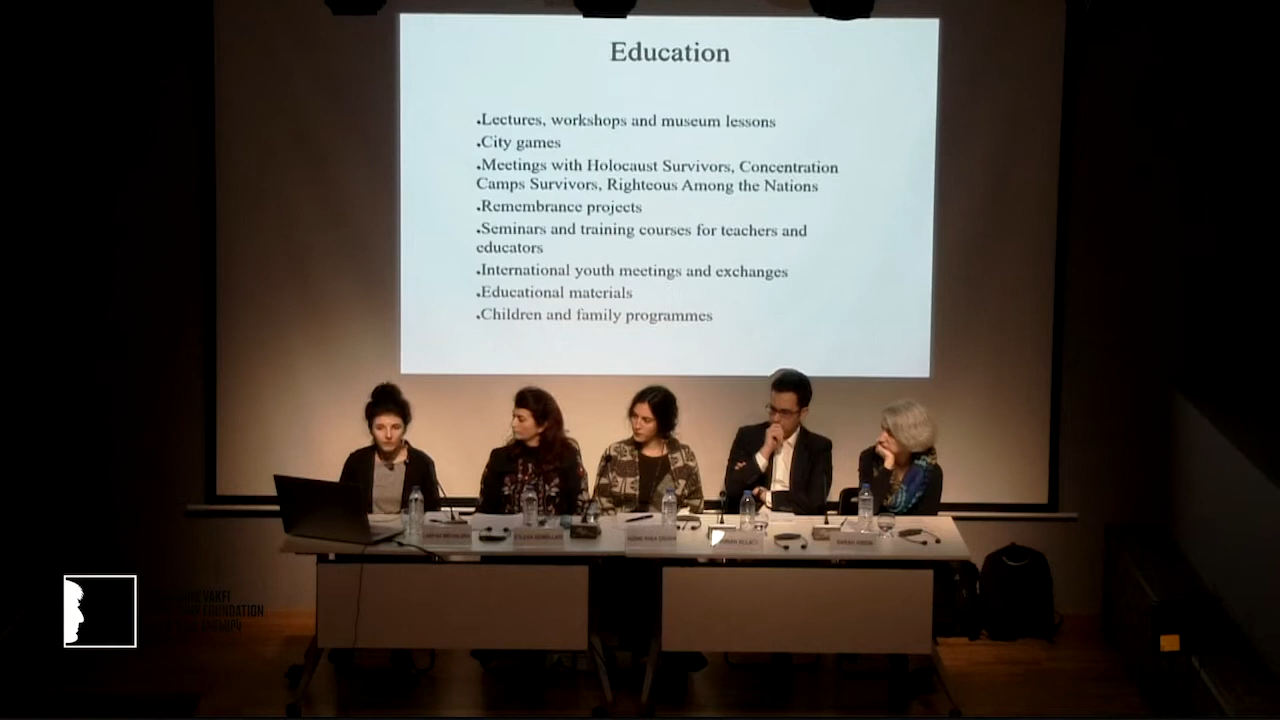 Education
.Lectures, workshops and museum lessons
.City games
.Meetings with Holocaust Survivors, Concentration
Camps Survivors, Righteous Among the Nations
.Remembrance projects
.Seminars and training courses for teachers and
educators
.International youth meetings and exchanges
.Educational materials
.Children and family programmes
FOUNDATION